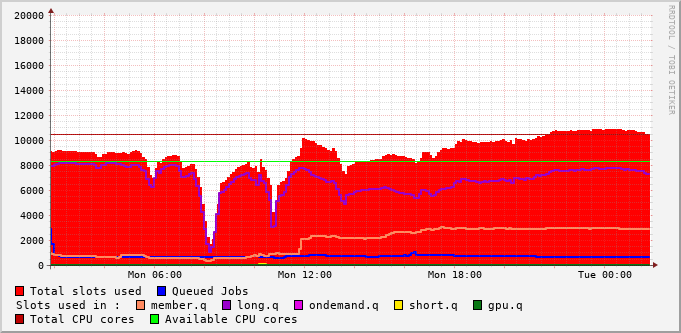 RRDTOOL / TOBI OETIKER
20000
18000
16000
14000
12000
10000
8000
6000
4000
2000
0
Mon 06:00 Mon 12:00 Mon 18:00 Tue 00:00
Total slots used Queued Jobs
Slots used in : member.q long.q ondemand.q short.q gpu.q
Total CPU cores Available CPU cores